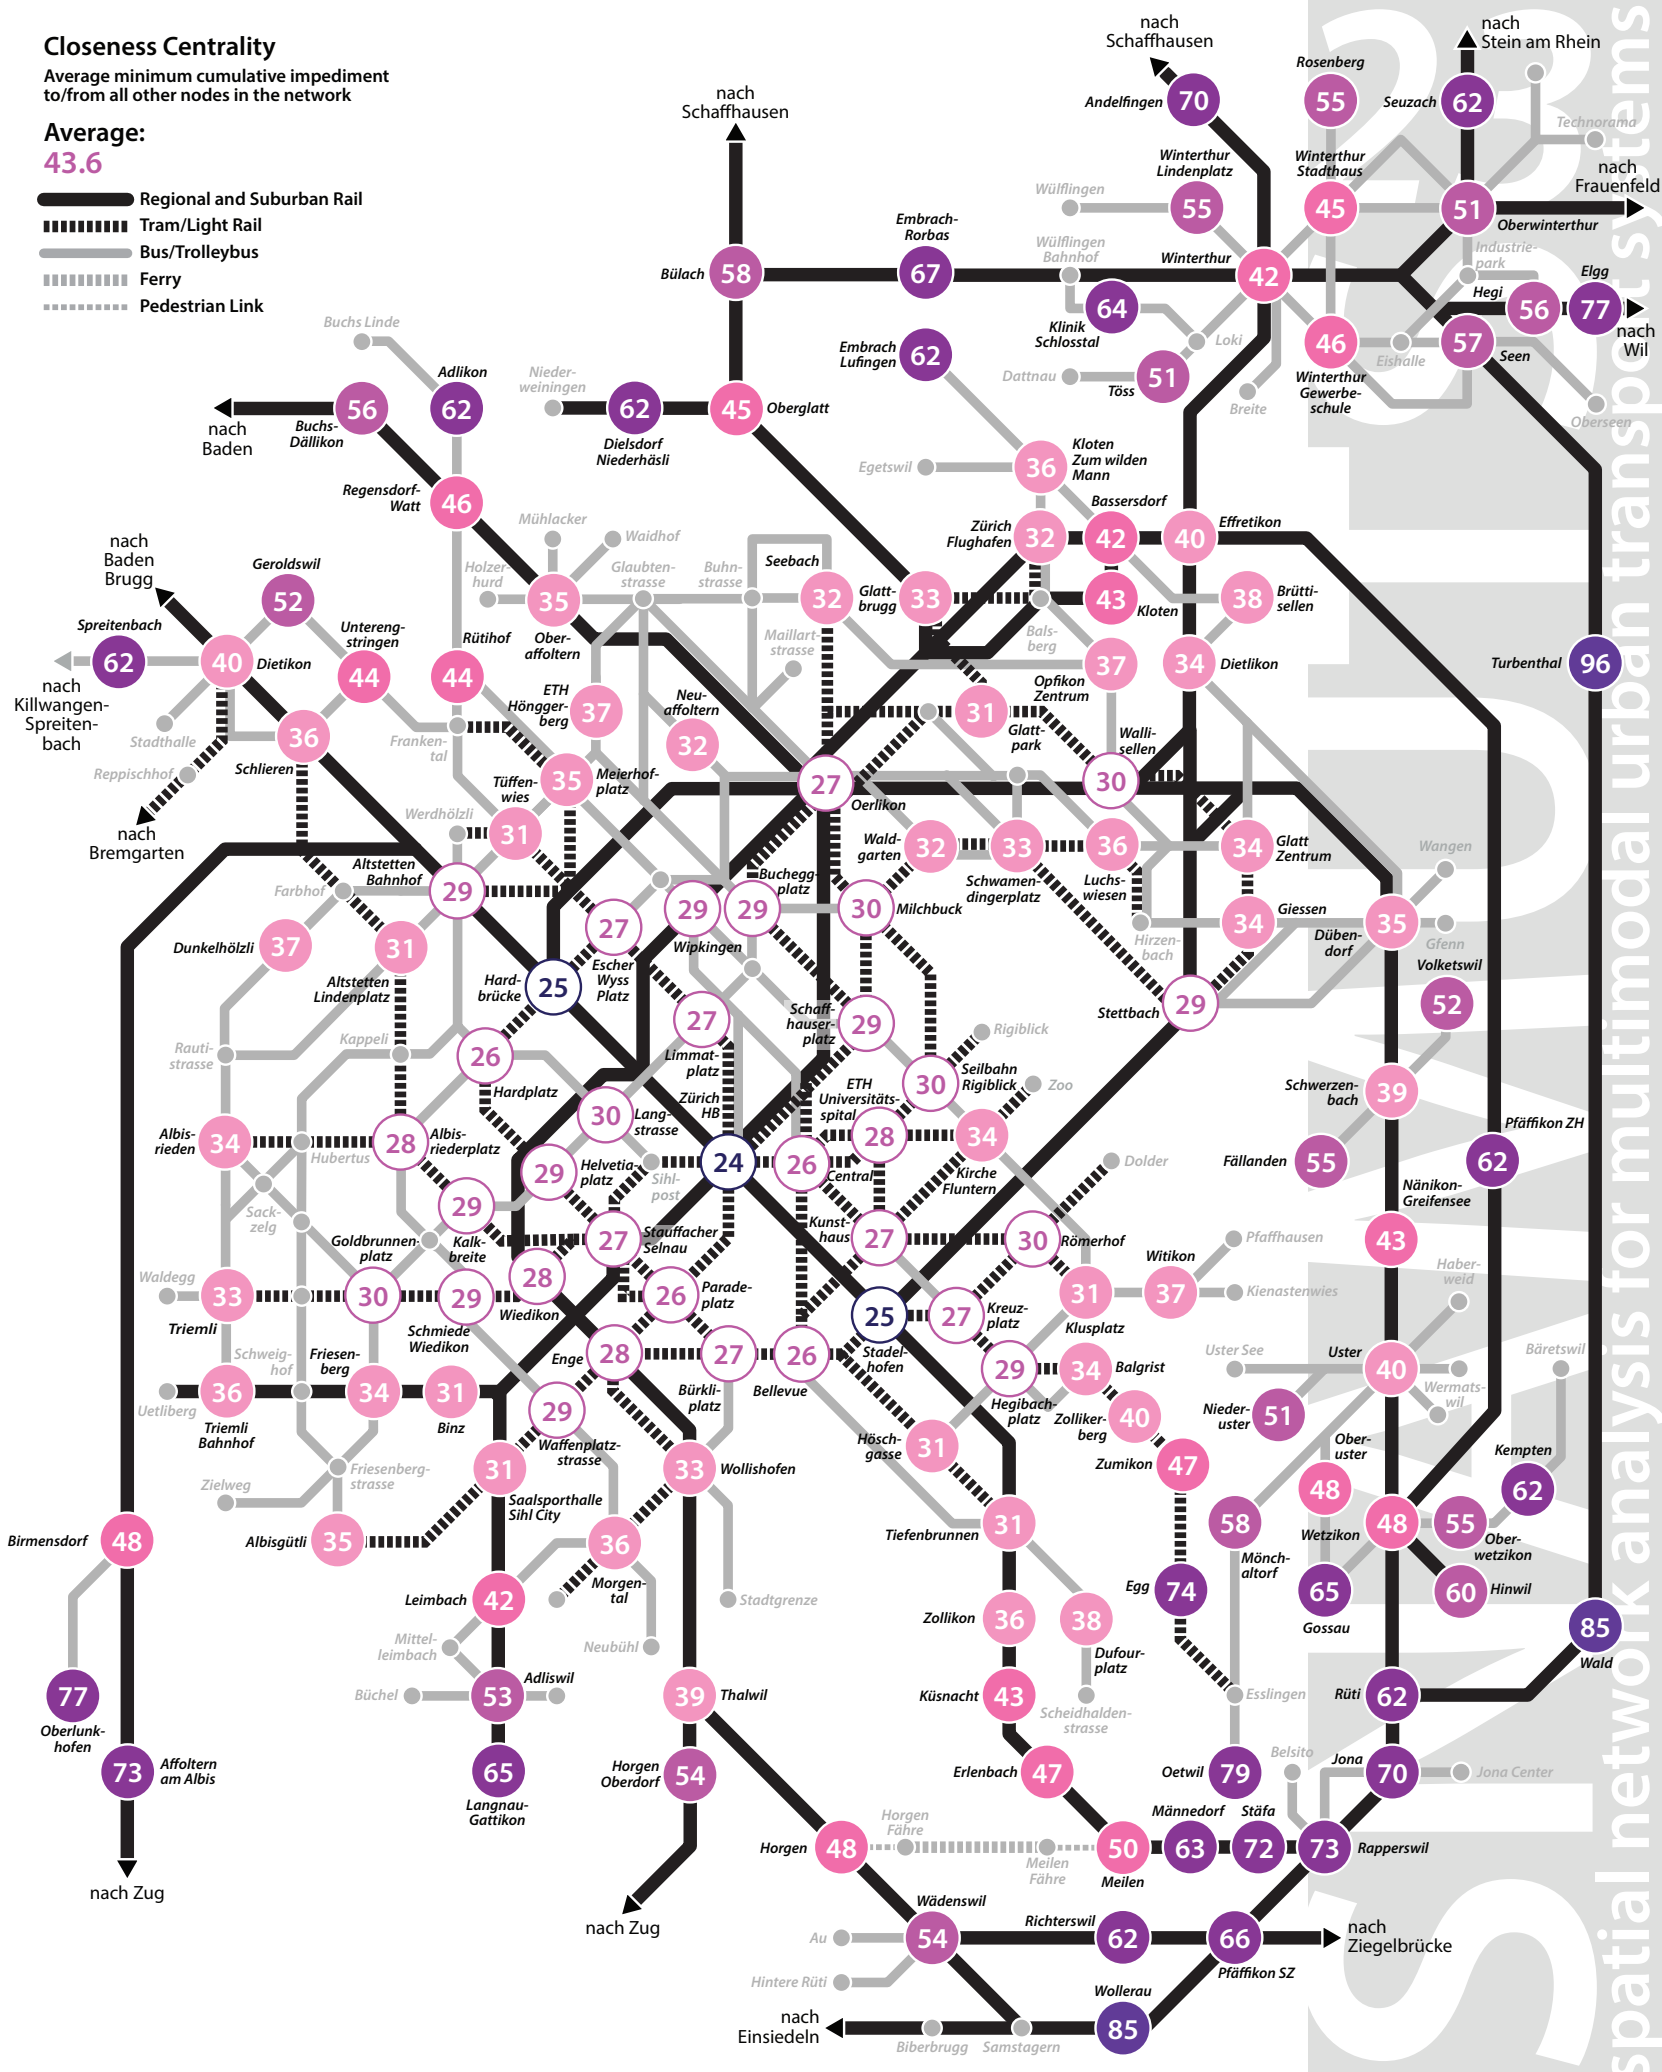 Closeness Centrality
Average minimum cumulative impediment
to/from all other nodes in the network
Average:
43.6
Regional and Suburban Rail
Tram/Light Rail
Bus/Trolleybus
Ferry
Pedestrian Link
nach
Schaffhausen
nach
Stein am Rhein
Andelfingen
70
Rosenberg
55
Seuzach
62
Technorama
nach
Schaffhausen
Winterthur
Lindenplatz
55
Winterthur
Stadthaus
45
51
Oberwinterthur
nach
Frauenfeld
Wülflingen
Wülflingen
Bahnhof
Embrach-
Rorbas
67
Bülach
58
Winterthur
42
Industrie-
park
Hegi
56
Elgg
77
nach
Wil
Klinik
Schlosstal
64
Loki
Dattnau
Töss
51
Breite
46
Winterthur
Gewerbe-
schule
Eishalle
57
Seen
Oberseen
Embrach
Lufingen
62
Buchs Linde
Adlikon
62
Nieder-
weiningen
62
Dielsdorf
Niederhäsli
45
Oberglatt
nach
Baden
56
Buchs-
Dällikon
Regensdorf-
Watt
46
Egetswil
36
Kloten
Zum wilden
Mann
Bassersdorf
42
Zürich
Flughafen
32
40
Effretikon
43
Kloten
38
Brütti-
sellen
Mühlacker
Waidhof
Holzer-
hurd
35
Ober-
affoltern
Glaubten-
strasse
Buhn-
strasse
Seebach
32
Glatt-
brugg
33
Bals-
berg
Maillart-
strasse
nach
Baden
Brugg
Geroldswil
52
Spreitenbach
62
nach
Killwangen-
Spreiten-
bach
40
Dietikon
Untereng-
stringen
44
Rütihof
44
ETH
Höngger-
berg
37
Neu-
affoltern
32
Opfikon
Zentrum
37
34
Dietlikon
Turbenthal
96
31
Glatt-
park
Walli-
sellen
30
Stadthalle
Reppischhof
36
Schlieren
Franken-
tal
35
Meierhof-
platz
Tüffen-
wies
31
27
Oerlikon
nach
Bremgarten
Werdhölzli
Altstetten
Bahnhof
29
Wald-
garten
32
33
Schwamen-
dingerplatz
36
Luchs-
wiesen
34
Glatt
Zentrum
Wangen
Farbhof
29
Wipkingen
Buchegg-
platz
29
30
Milchbuck
34
Giessen
35
Düben-
dorf
Gfenn
Hirzen-
bach
Dunkelhölzli
37
31
Altstetten
Lindenplatz
27
Escher
Wyss
Platz
Hard-
brücke
25
Volketswil
52
27
Limmat-
platz
Schaff-
hauser-
platz
29
Stettbach
29
Rauti-
strasse
Kappeli
26
Hardplatz
Rigiblick
30
Seilbahn
Rigiblick
Zoo
Schwerzen-
bach
39
Zürich
HB
24
30
Lang-
strasse
ETH
Universitäts-
spital
28
34
Kirche
Fluntern
Albis-
rieden
34
Hubertus
28
Albis-
riederplatz
29
Helvetia-
platz
Sihl-
post
26
Central
Dolder
Fällanden
55
Pfäffikon ZH
62
Nänikon-
Greifensee
43
Sack-
zelg
29
Kalk-
breite
27
Stauffacher
Selnau
Kunst-
haus
27
30
Römerhof
Pfaffhausen
Witikon
37
Kienastenwies
Goldbrunnen-
platz
30
28
Wiedikon
26
Parade-
platz
31
Klusplatz
Haber-
weid
Waldegg
33
Triemli
29
Schmiede
Wiedikon
25
Stadel-
hofen
27
Kreuz-
platz
Enge
28
27
Bürkli-
platz
26
Bellevue
29
Hegibach-
platz
34
Balgrist
Uster See
Uster
40
Wermats-
wil
Bäretswil
Schweig-
hof
Friesen-
berg
34
31
Binz
Uetliberg
36
Triemli
Bahnhof
29
Waffenplatz-
strasse
Hösch-
gasse
31
Zolliker-
berg
40
Zumikon
47
Nieder-
uster
51
Ober-
uster
48
Kempten
62
Zielweg
Friesenberg-
strasse
31
Saalsporthalle
Sihl City
33
Wollishofen
Albisgütli
35
36
Morgen-
tal
Tiefenbrunnen
31
58
Mönch-
altorf
Wetzikon
48
55
Ober-
wetzikon
Birmensdorf
48
Leimbach
42
Stadtgrenze
Zollikon
36
38
Dufour-
platz
Egg
74
65
Gossau
60
Hinwil
85
Wald
Mittel-
leimbach
Neubühl
77
Oberlunk-
hofen
Büchel
53
Adliswil
39
Thalwil
Küsnacht
43
Scheidhalden-
strasse
Esslingen
Rüti
62
73
Affoltern
am Albis
65
Langnau-
Gattikon
Horgen
Oberdorf
54
Erlenbach
47
Oetwil
79
Belsito
Jona
70
Jona Center
Horgen
48
Horgen
Fähre
Meilen
Fähre
50
Meilen
Männedorf
63
Stäfa
72
73
Rapperswil
nach Zug
nach Zug
Wädenswil
54
Au
Hintere Rüti
Richterswil
62
66
Pfäffikon SZ
nach
Ziegelbrücke
nach
Einsiedeln
Biberbrugg
Samstagern
Wollerau
85
spatial network analysis for multimodal urban transport systems